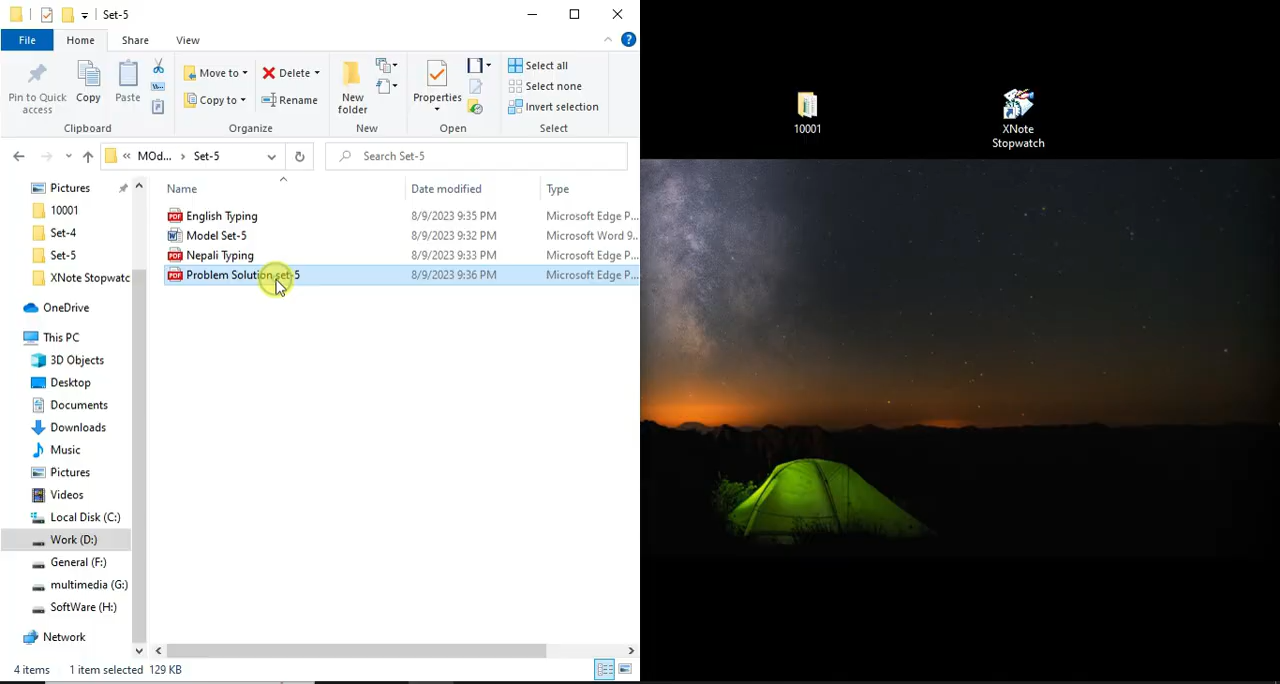 Set-5
File
Home
Share
View
Pin to Quick access
Copy
Paste
Move to
Copy to
Delete
Rename
New folder
Properties
Select all
Select none
Invert selection
Clipboard
Organize
New
Open
Select
« MOd... › Set-5
Search Set-5
Name
Date modified
Type
English Typing 8/9/2023 9:35 PM Microsoft Edge P...
Model Set-5 8/9/2023 9:32 PM Microsoft Word 9...
Nepali Typing 8/9/2023 9:33 PM Microsoft Edge P...
Problem Solution set-5 8/9/2023 9:36 PM Microsoft Edge P...
Pictures
10001
Set-4
Set-5
XNote Stopwatc
OneDrive
This PC
3D Objects
Desktop
Documents
Downloads
Music
Pictures
Videos
Local Disk (C:)
Work (D:)
General (F:)
multimedia (G:)
SoftWare (H:)
Network
4 items 1 item selected 129 KB
10001
XNote
Stopwatch